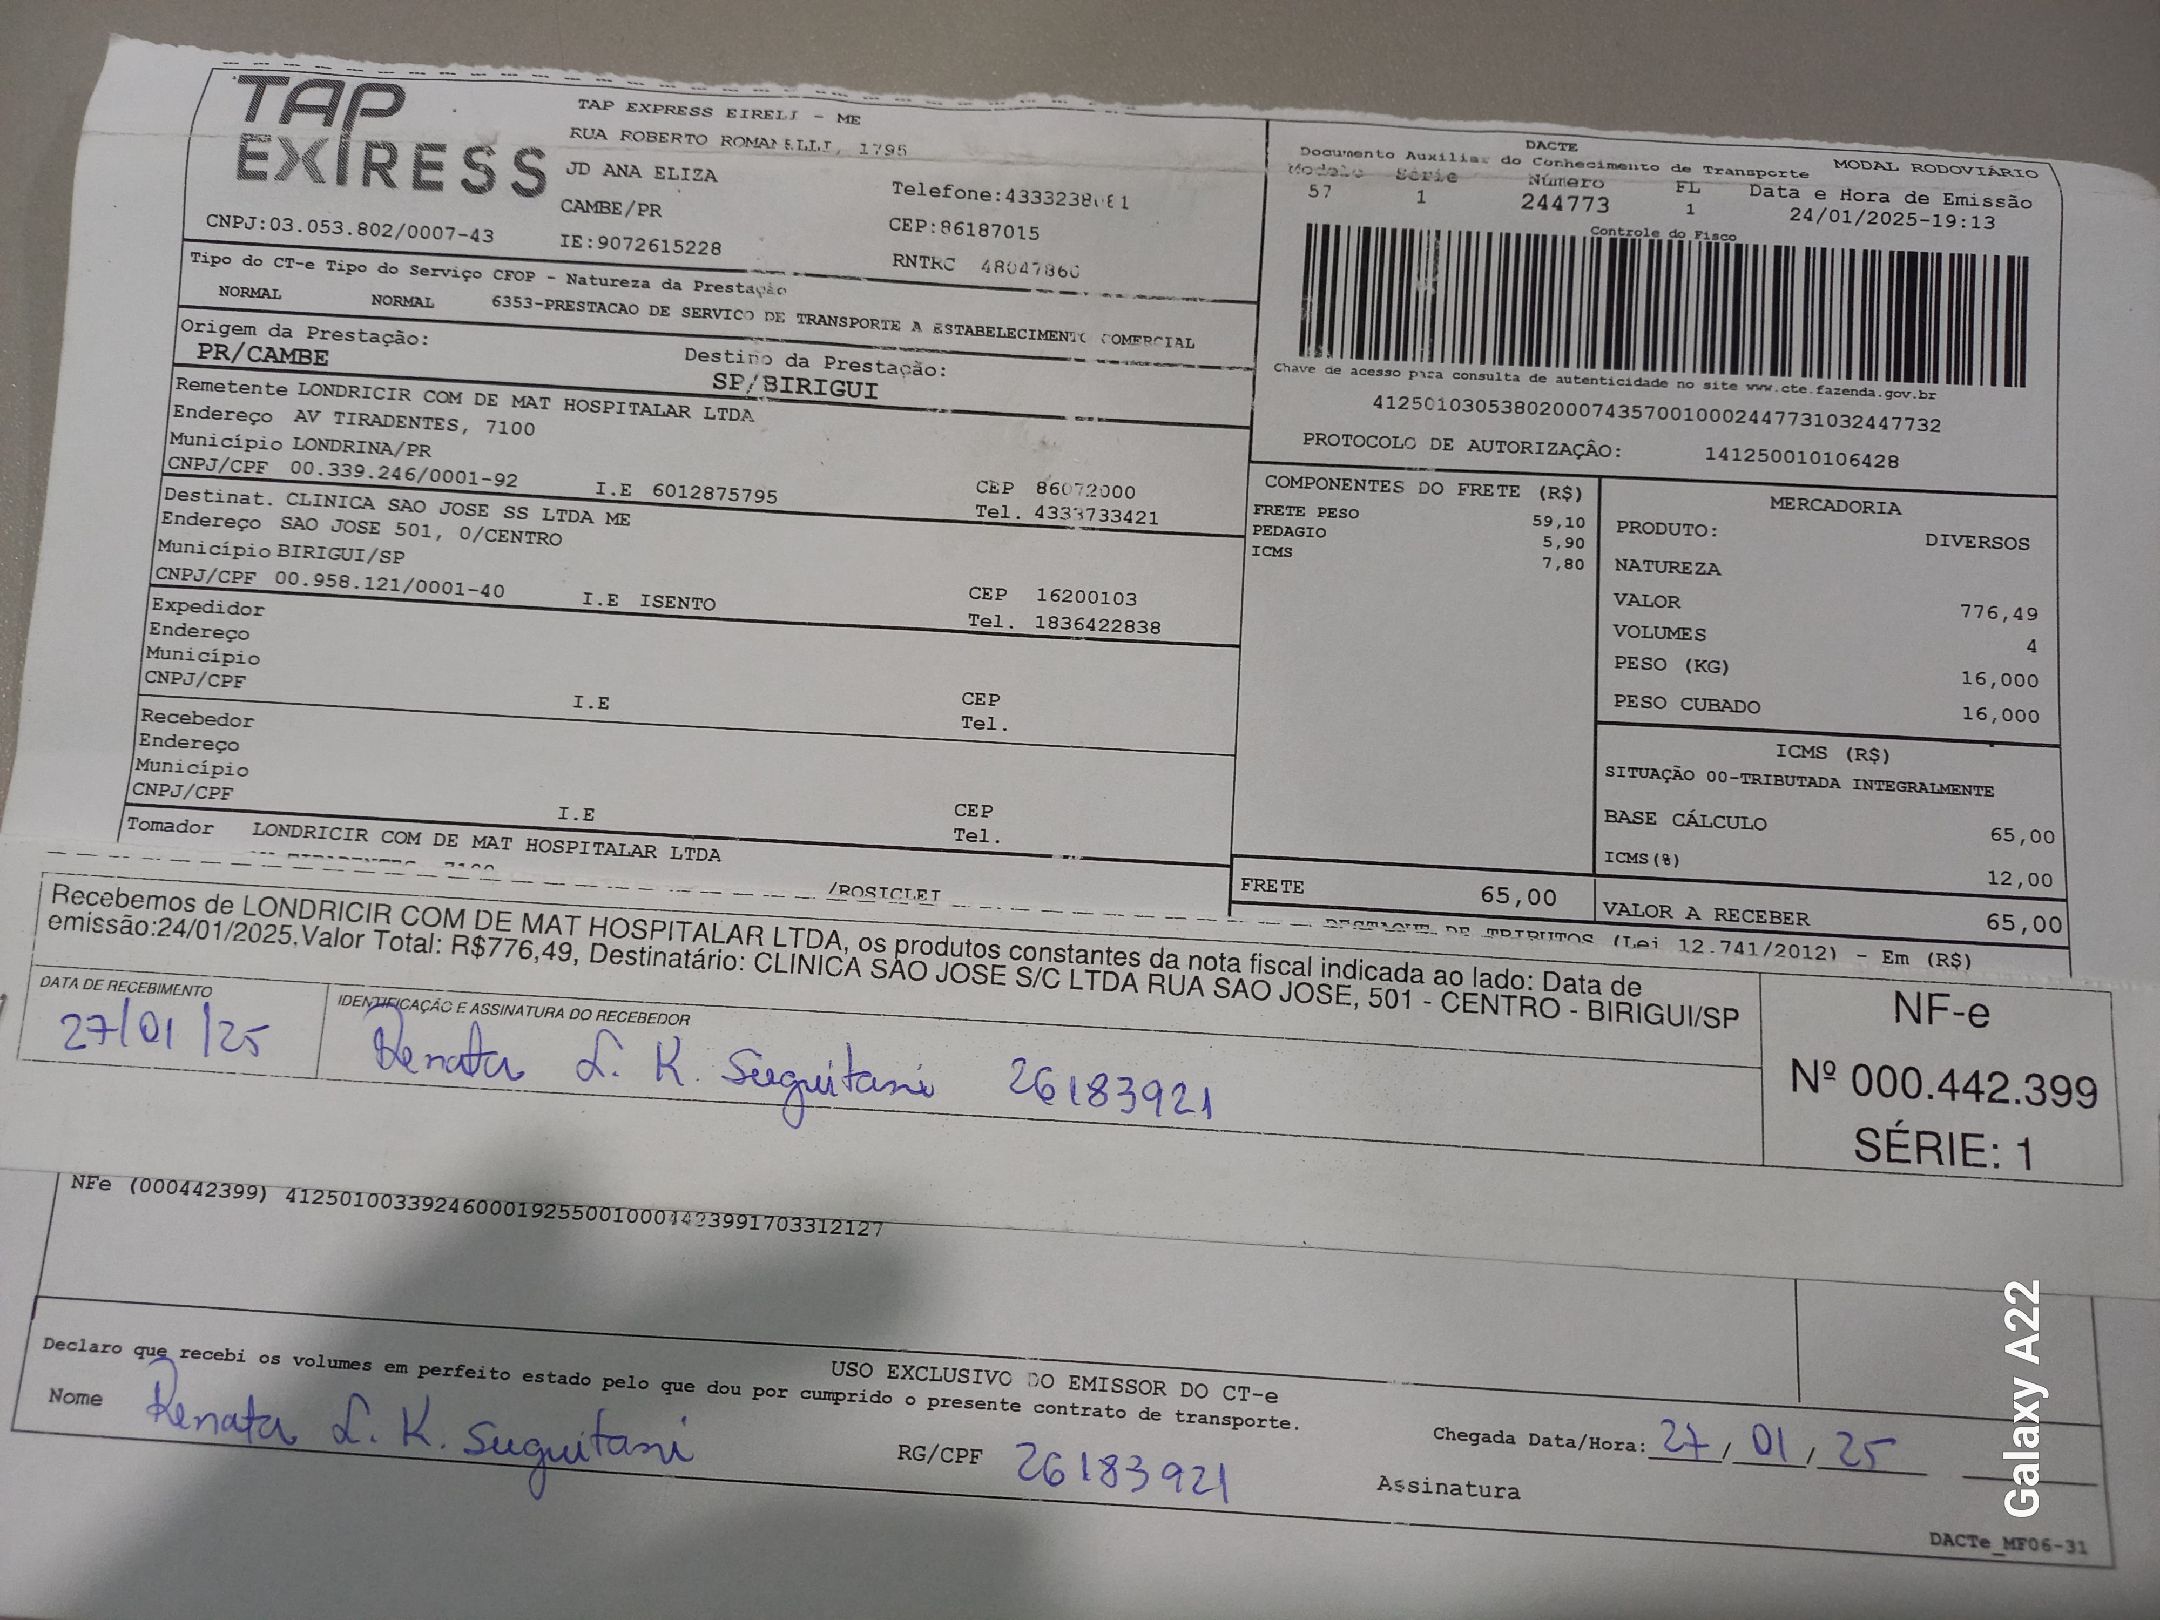 TAP
EXPRESS
TAP EXPRESS EIRELI - ME
RUA ROBERTO ROMANELLI, 1795
JD ANA ELIZA
CAMBE/PR
Telefone:
CEP:86187015
CNPJ:03.053.802/0007-43
IE:9072615228
RNTRC 48047860
DACTE
Documento Auxiliar do Conhecimento de Transporte
MODAL RODOVIÁRIO
Modelo Série Número FL Data e Hora de Emissão
57 1 244773 1 24/01/2025-19:13
Controle do Fisco
Chave de acesso para consulta de autenticidade no site www.cte.fazenda.gov.br
41250103053802000743570010002447731032447732
PROTOCOLO DE AUTORIZAÇÂO: 141250010106428
Tipo do CT-e Tipo do Serviço CFOP - Natureza da Prestação
NORMAL NORMAL 6353-PRESTACAO DE SERVICO DE TRANSPORTE A ESTABELECIMENTO COMERCIAL
Origem da Prestação:
PR/CAMBE
Destino da Prestação:
SP/BIRIGUI
Remetente LONDRICIR COM DE MAT HOSPITALAR LTDA
Endereço AV TIRADENTES, 7100
Município LONDRINA/PR
CEP 86072000
CNPJ/CPF 00.339.246/0001-92 I.E 6012875795 Tel. 4333733421
Destinat. CLINICA SAO JOSE SS LTDA ME
Endereço SAO JOSE 501, 0/CENTRO
Município BIRIGUI/SP
CEP 16200103
CNPJ/CPF 00.958.121/0001-40 I.E ISENTO Tel. 1836422838
Expedidor
Endereço
Município
CEP
CNPJ/CPF I.E Tel.
Recebedor
Endereço
Município
CEP
CNPJ/CPF I.E Tel.
Tomador LONDRICIR COM DE MAT HOSPITALAR LTDA
/ROSICLEI
COMPONENTES DO FRETE (R$)
FRETE PESO 59,10
PEDAGIO 5,90
ICMS 7,80
FRETE 65,00
MERCADORIA
PRODUTO: DIVERSOS
NATUREZA
VALOR 776,49
VOLUMES 4
PESO (KG) 16,000
PESO CUBADO 16,000
ICMS (R$)
SITUAÇÃO 00-TRIBUTADA INTEGRALMENTE
BASE CÁLCULO 65,00
ICMS(%) 12,00
VALOR A RECEBER 65,00
DESTAQUE DE TRIBUTOS (Lei 12.741/2012) - Em (R$)
Recebemos de LONDRICIR COM DE MAT HOSPITALAR LTDA, os produtos constantes da nota fiscal indicada ao lado: Data de
emissão:24/01/2025,Valor Total: R$776,49, Destinatário: CLINICA SAO JOSE S/C LTDA RUA SAO JOSE, 501 - CENTRO - BIRIGUI/SP
DATA DE RECEBIMENTO
27/01/25
IDENTIFICAÇÃO E ASSINATURA DO RECEBEDOR
Renata L. K. Suguitani 26183921
NF-e
Nº 000.442.399
SÉRIE: 1
NFe (000442399) 41250100339246000192550010004423991703312127
USO EXCLUSIVO DO EMISSOR DO CT-e
Declaro que recebi os volumes em perfeito estado pelo que dou por cumprido o presente contrato de transporte.
Nome Renata L. K. Suguitani
RG/CPF 26183921
Chegada Data/Hora: 27/01/25
Assinatura
DACTe_MF06-31
Galaxy A22